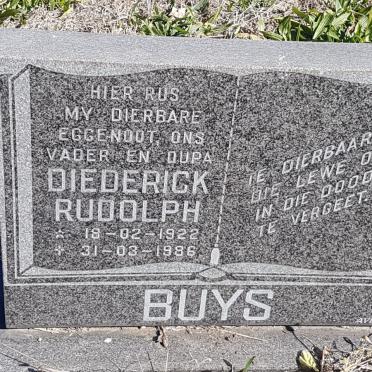 HIER RUS
MY DIERBARE
EGGENOOT, ONS
VADER EN OUPA
DIEDERICK
RUDOLPH
* 18-02-1922
+ 31-03-1986
TE DIERBAAR
DIE LEWE
IN DIE DOOD
TE VERGEET
BUYS